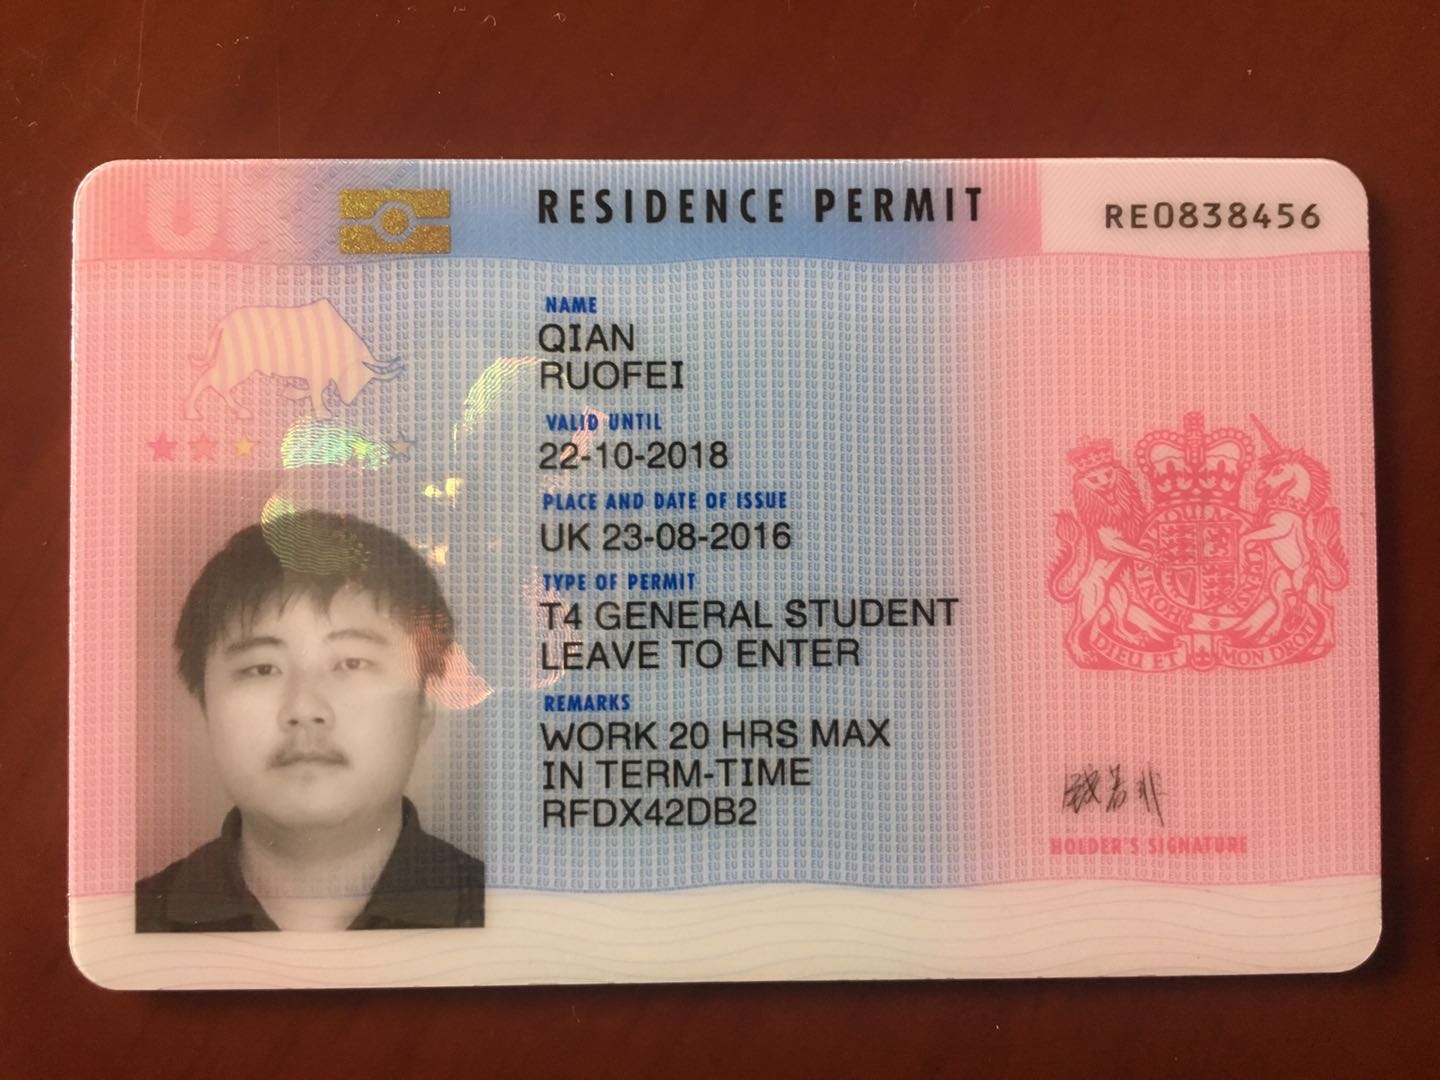 UK
RESIDENCE PERMIT
RE0838456
NAME
QIAN
RUOFEI
VALID UNTIL
22-10-2018
PLACE AND DATE OF ISSUE
UK 23-08-2016
TYPE OF PERMIT
T4 GENERAL STUDENT
LEAVE TO ENTER
REMARKS
WORK 20 HRS MAX
IN TERM-TIME
RFDX42DB2
DIEU ET MON DROIT
钱若非
HOLDER'S SIGNATURE